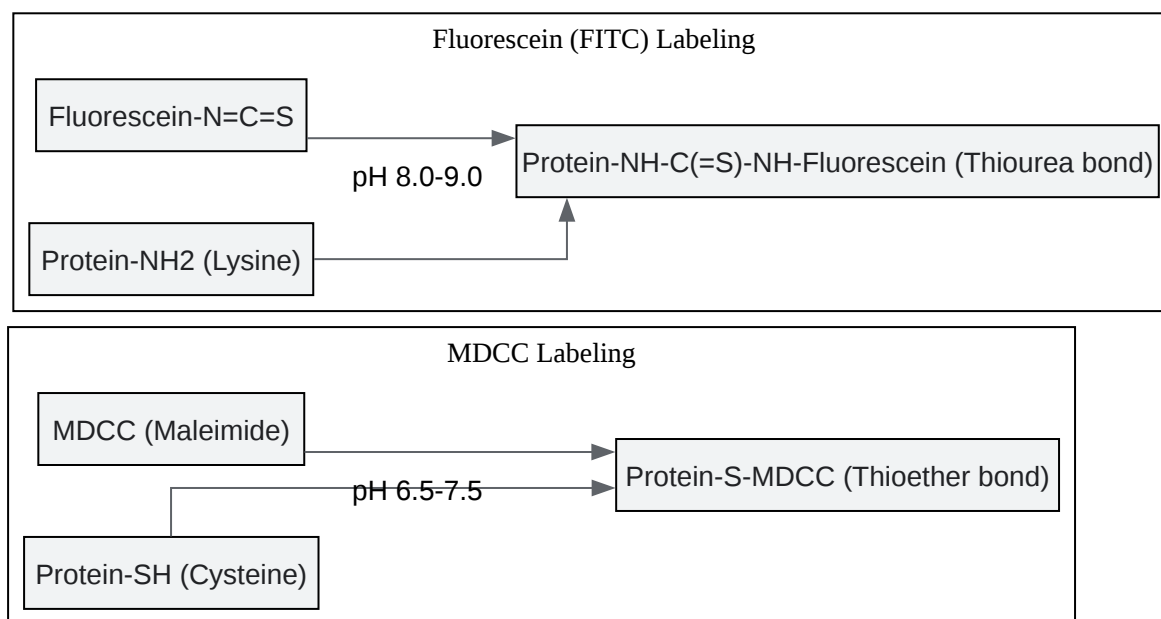 Fluorescein (FITC) Labeling
Fluorescein-N=C=S
pH 8.0-9.0
Protein-NH-C(=S)-NH-Fluorescein (Thiourea bond)
Protein-NH2 (Lysine)
MDCC Labeling
MDCC (Maleimide)
pH 6.5-7.5
Protein-S-MDCC (Thioether bond)
Protein-SH (Cysteine)